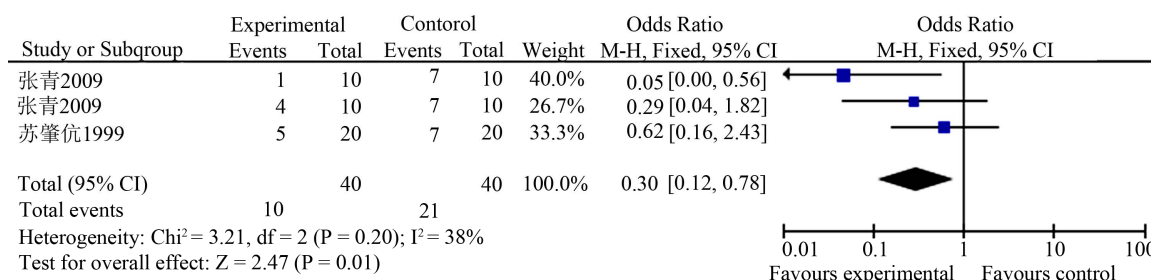 Experimental Contorol Odds Ratio Odds Ratio
Study or Subqroup Events Total Events Total Weight M-H, Fixed, 95% CI M-H, Fixed, 95% CI
张青2009 1 10 7 10 40.0% 0.05 [0.00, 0.56]
张青2009 4 10 7 10 26.7% 0.29 [0.04, 1.82]
苏肇伉1999 5 20 7 20 33.3% 0.62 [0.16, 2.43]
Total (95% CI) 40 40 100.0% 0.30 [0.12, 0.78]
Total events 10 21
Heterogeneity: Chi² = 3.21, df = 2 (P = 0.20); I² = 38%
Test for overall effect: Z = 2.47 (P = 0.01)
0.01 0.1 1 10 100
Favours experimental Favours control